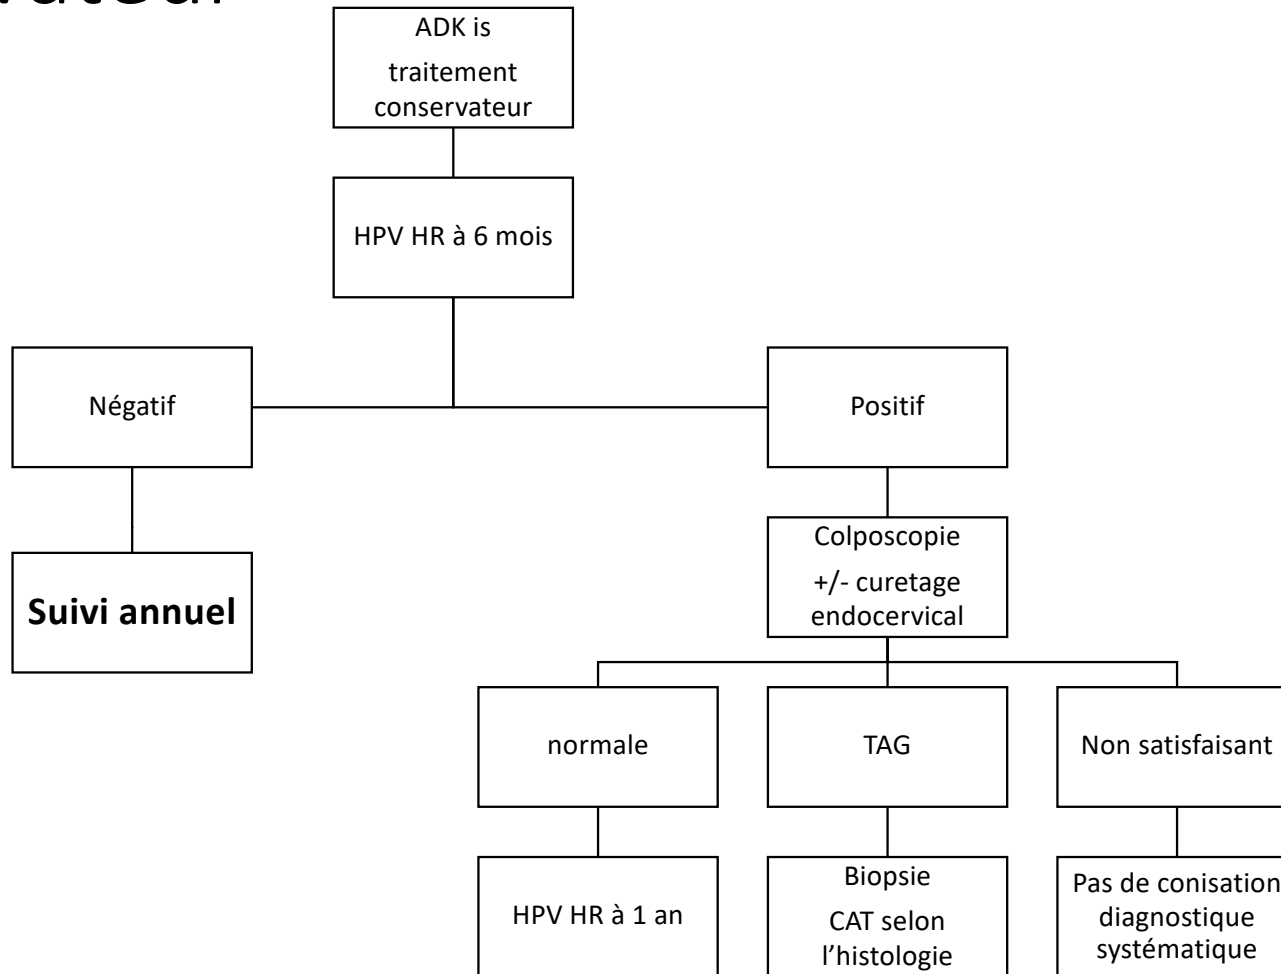 ADK is
traitement
conservateur
HPV HR à 6 mois
Négatif
Positif
Suivi annuel
Colposcopie
+/- curetage
endocervical
normale
TAG
Non satisfaisant
HPV HR à 1 an
Biopsie
CAT selon
l’histologie
Pas de conisation
diagnostique
systématique